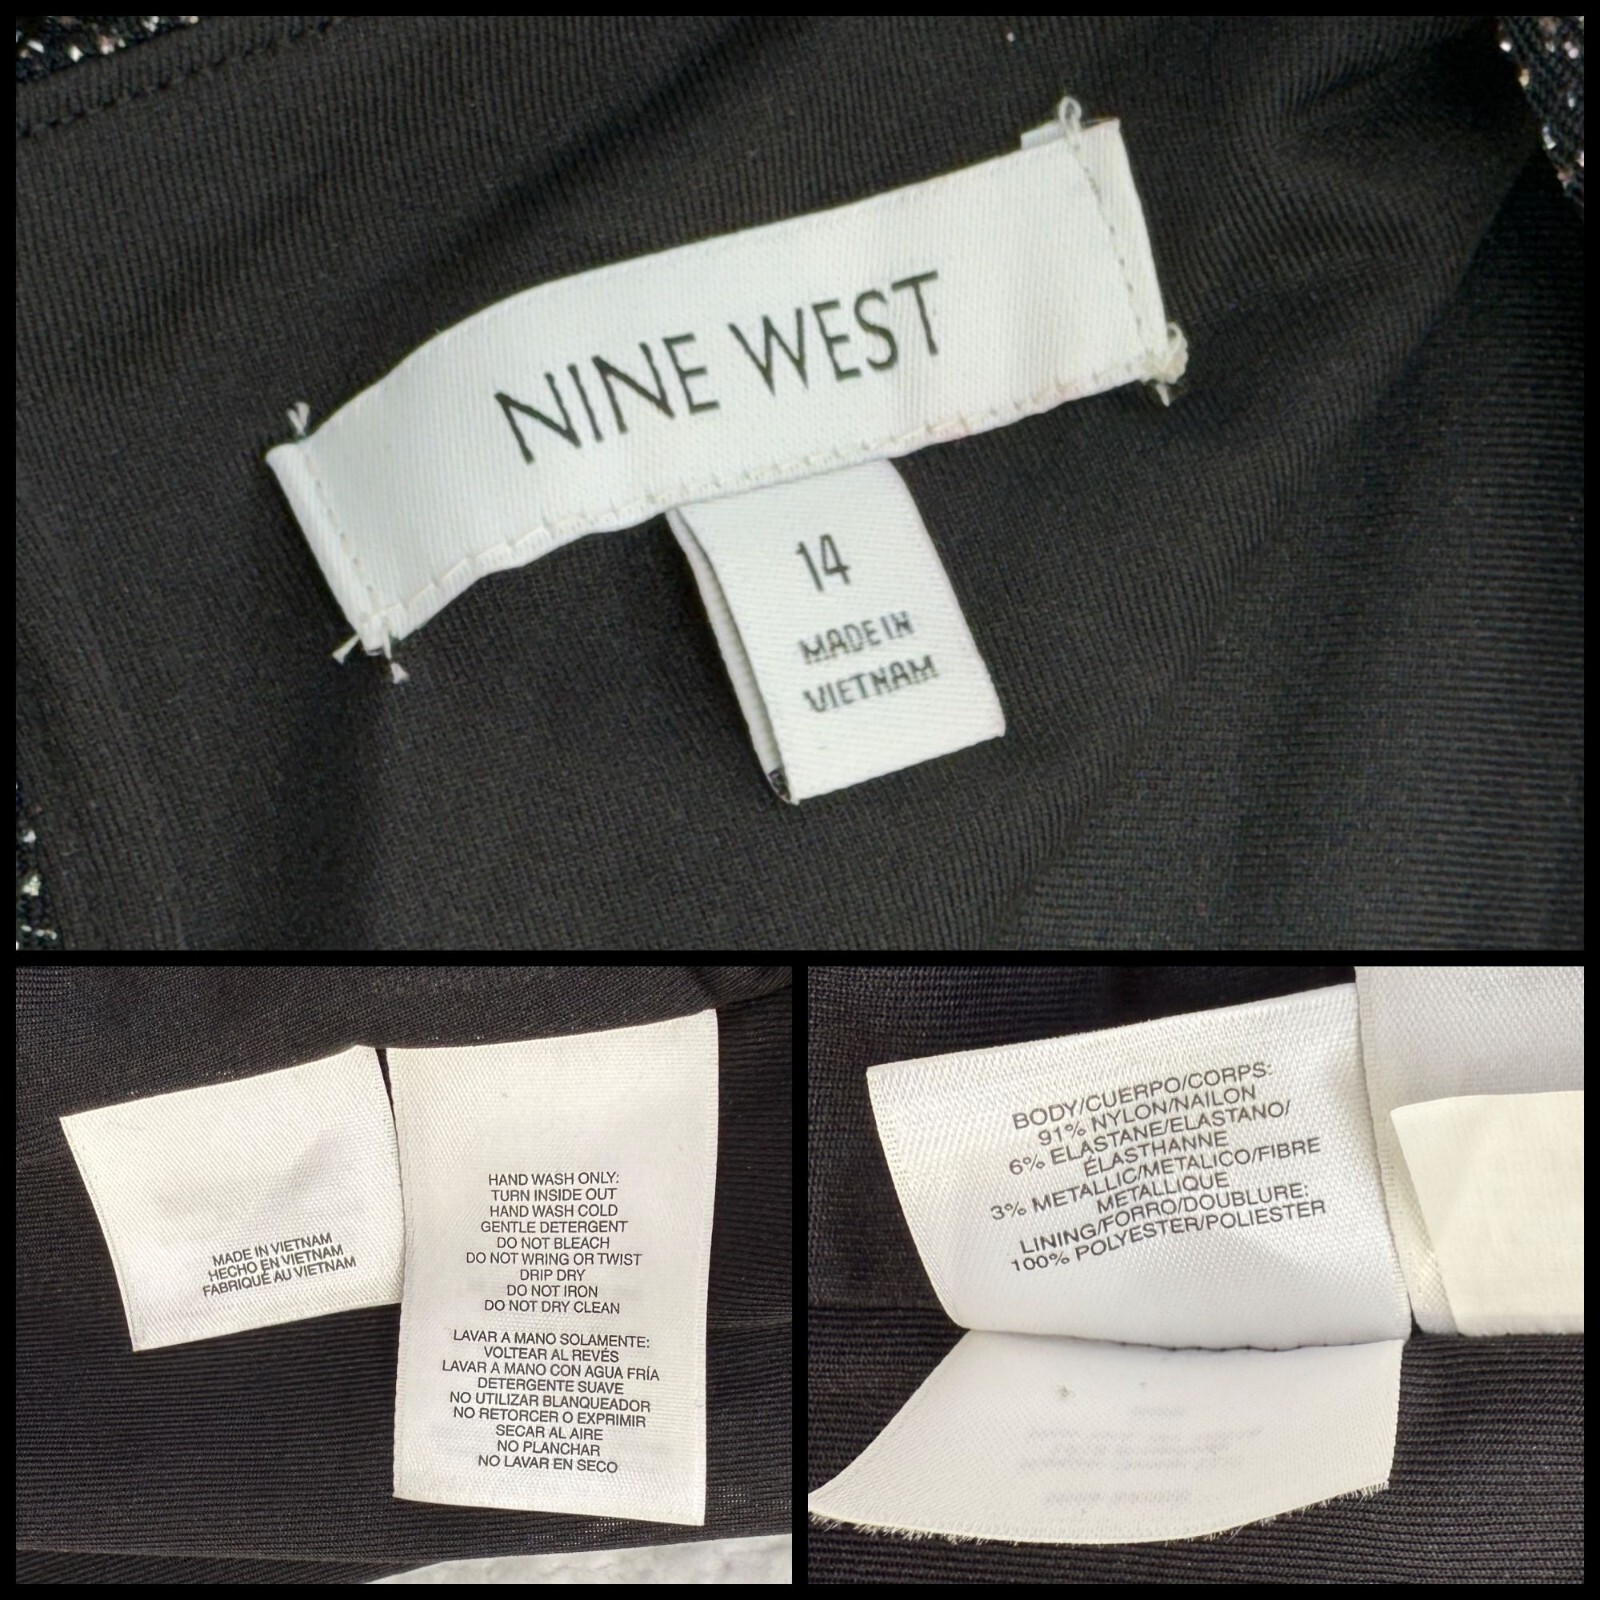 NINE WEST
14
MADE IN
VIETNAM
MADE IN VIETNAM
HECHO EN VIETNAM
FABRIQUÉ AU VIETNAM
HAND WASH ONLY:
TURN INSIDE OUT
HAND WASH COLD
GENTLE DETERGENT
DO NOT BLEACH
DO NOT WRING OR TWIST
DRIP DRY
DO NOT IRON
DO NOT DRY CLEAN
LAVAR A MANO SOLAMENTE:
VOLTEAR AL REVÉS
LAVAR A MANO CON AGUA FRÍA
DETERGENTE SUAVE
NO UTILIZAR BLANQUEADOR
NO RETORCER O EXPRIMIR
SECAR AL AIRE
NO PLANCHAR
NO LAVAR EN SECO
BODY/CUERPO/CORPS:
91% NYLON/NAILON
6% ELASTANE/ELASTANO/
ÉLASTHANNE
3% METALLIC/METALICO/FIBRE
METALLIQUE
LINING/FORRO/DOUBLURE:
100% POLYESTER/POLIESTER